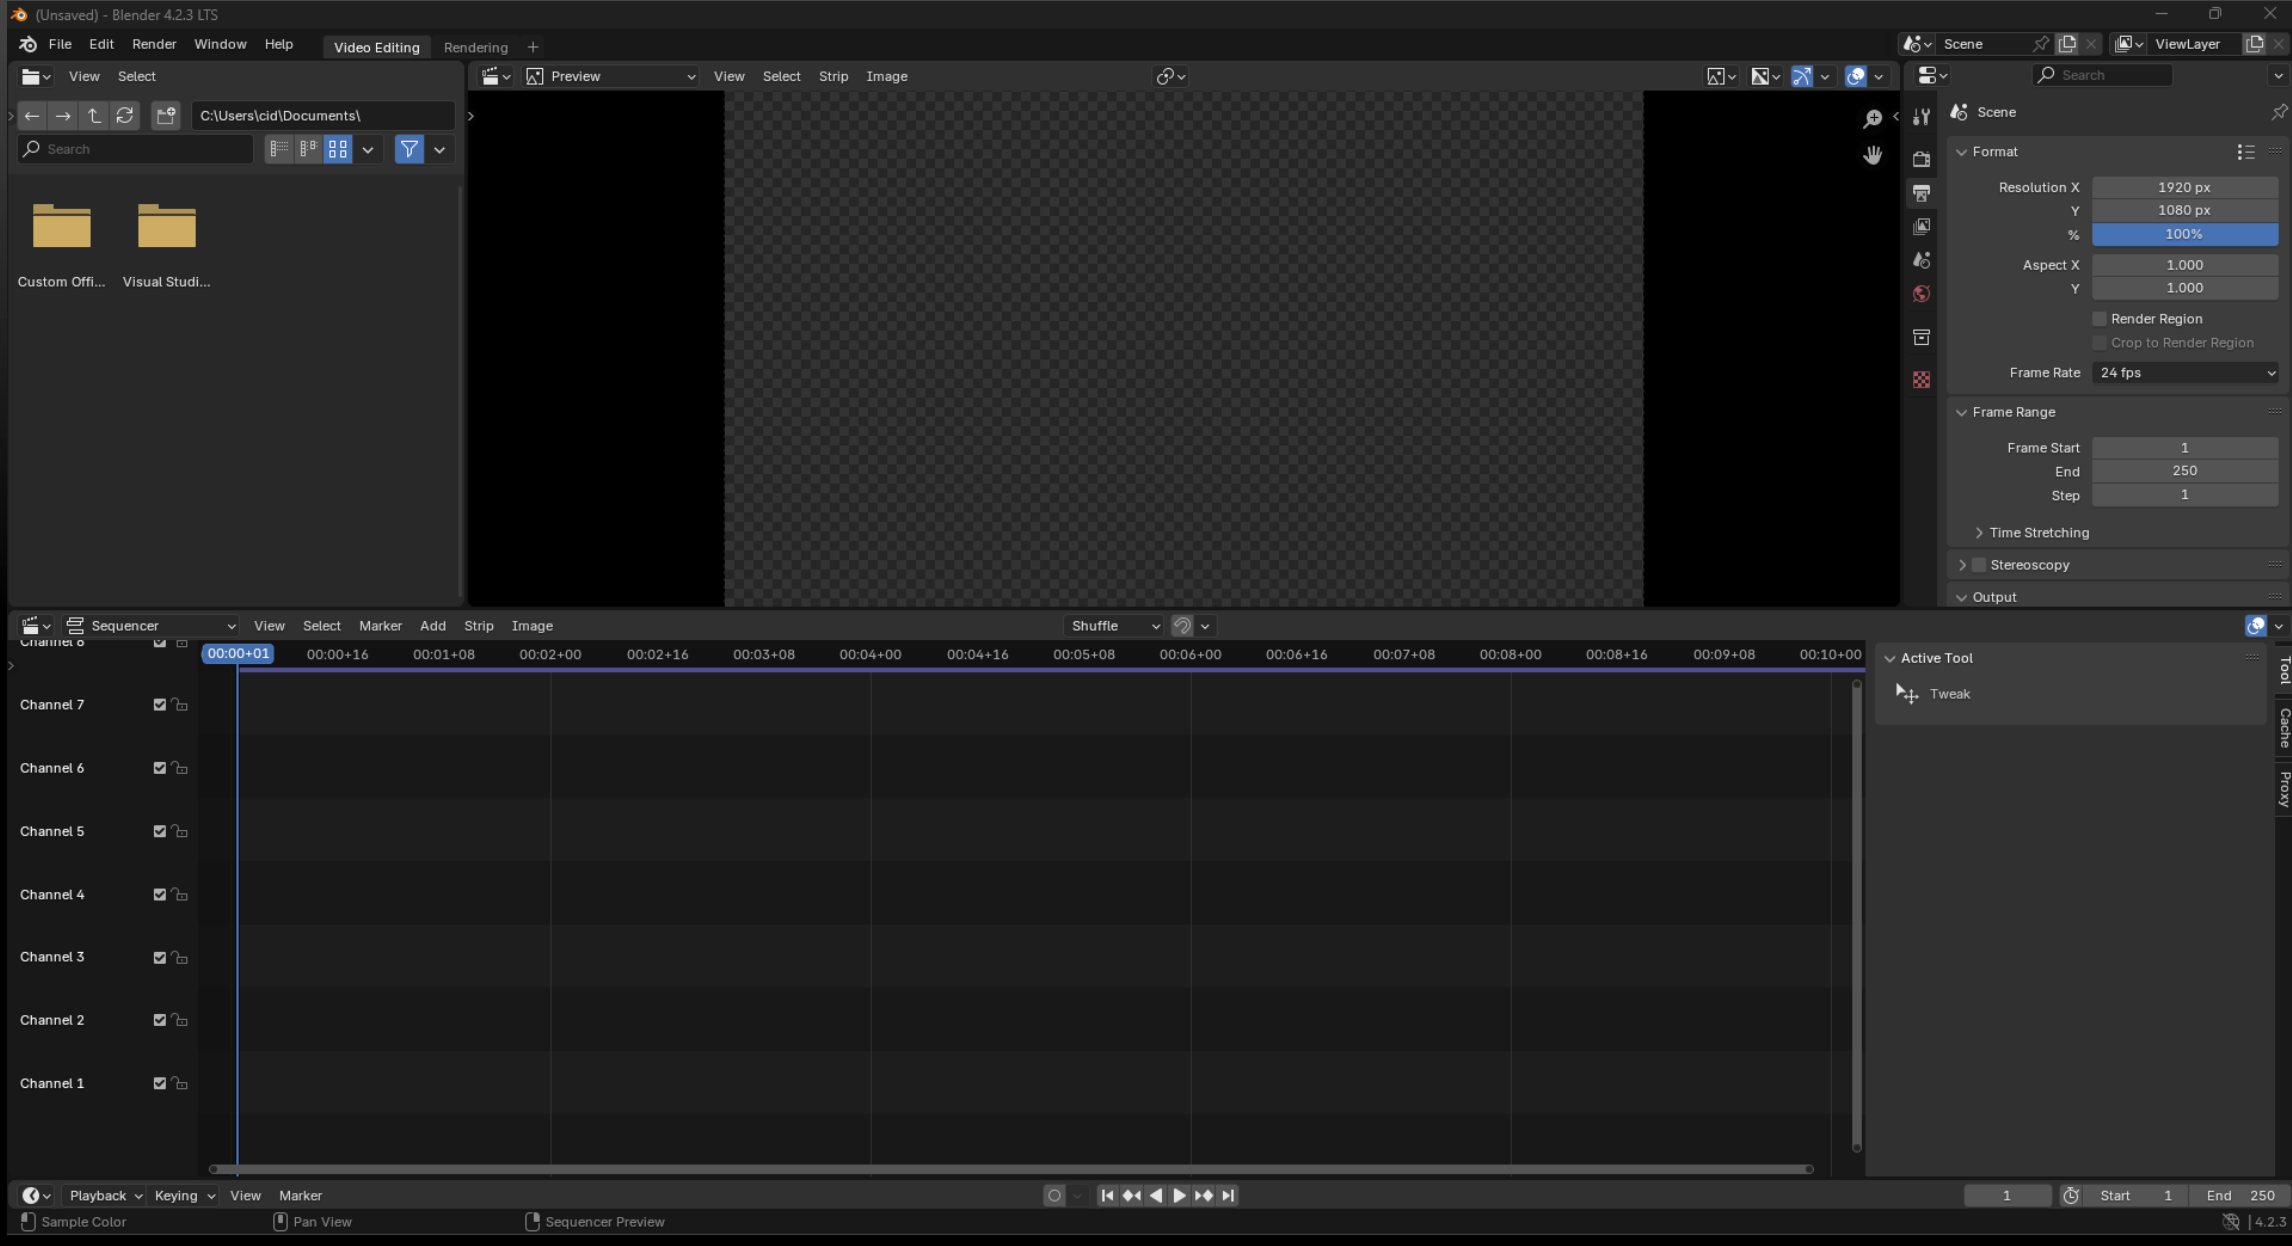 (Unsaved) - Blender 4.2.3 LTS
File Edit Render Window Help Video Editing Rendering + Scene ViewLayer
View Select
Preview View Select Strip Image
Search
C:\Users\cid\Documents\
Search
Custom Offi... Visual Studi...
Scene
Format
Resolution X 1920 px
Y 1080 px
% 100%
Aspect X 1.000
Y 1.000
Render Region
Crop to Render Region
Frame Rate 24 fps
Frame Range
Frame Start 1
End 250
Step 1
Time Stretching
Stereoscopy
Output
Sequencer View Select Marker Add Strip Image Shuffle
00:00+01 00:00+16 00:01+08 00:02+00 00:02+16 00:03+08 00:04+00 00:04+16 00:05+08 00:06+00 00:06+16 00:07+08 00:08+00 00:08+16 00:09+08 00:10+00
Channel 8
Channel 7
Channel 6
Channel 5
Channel 4
Channel 3
Channel 2
Channel 1
Active Tool
Tweak
Tool
Cache
Proxy
Playback Keying View Marker 1 Start 1 End 250
Sample Color Pan View Sequencer Preview 4.2.3